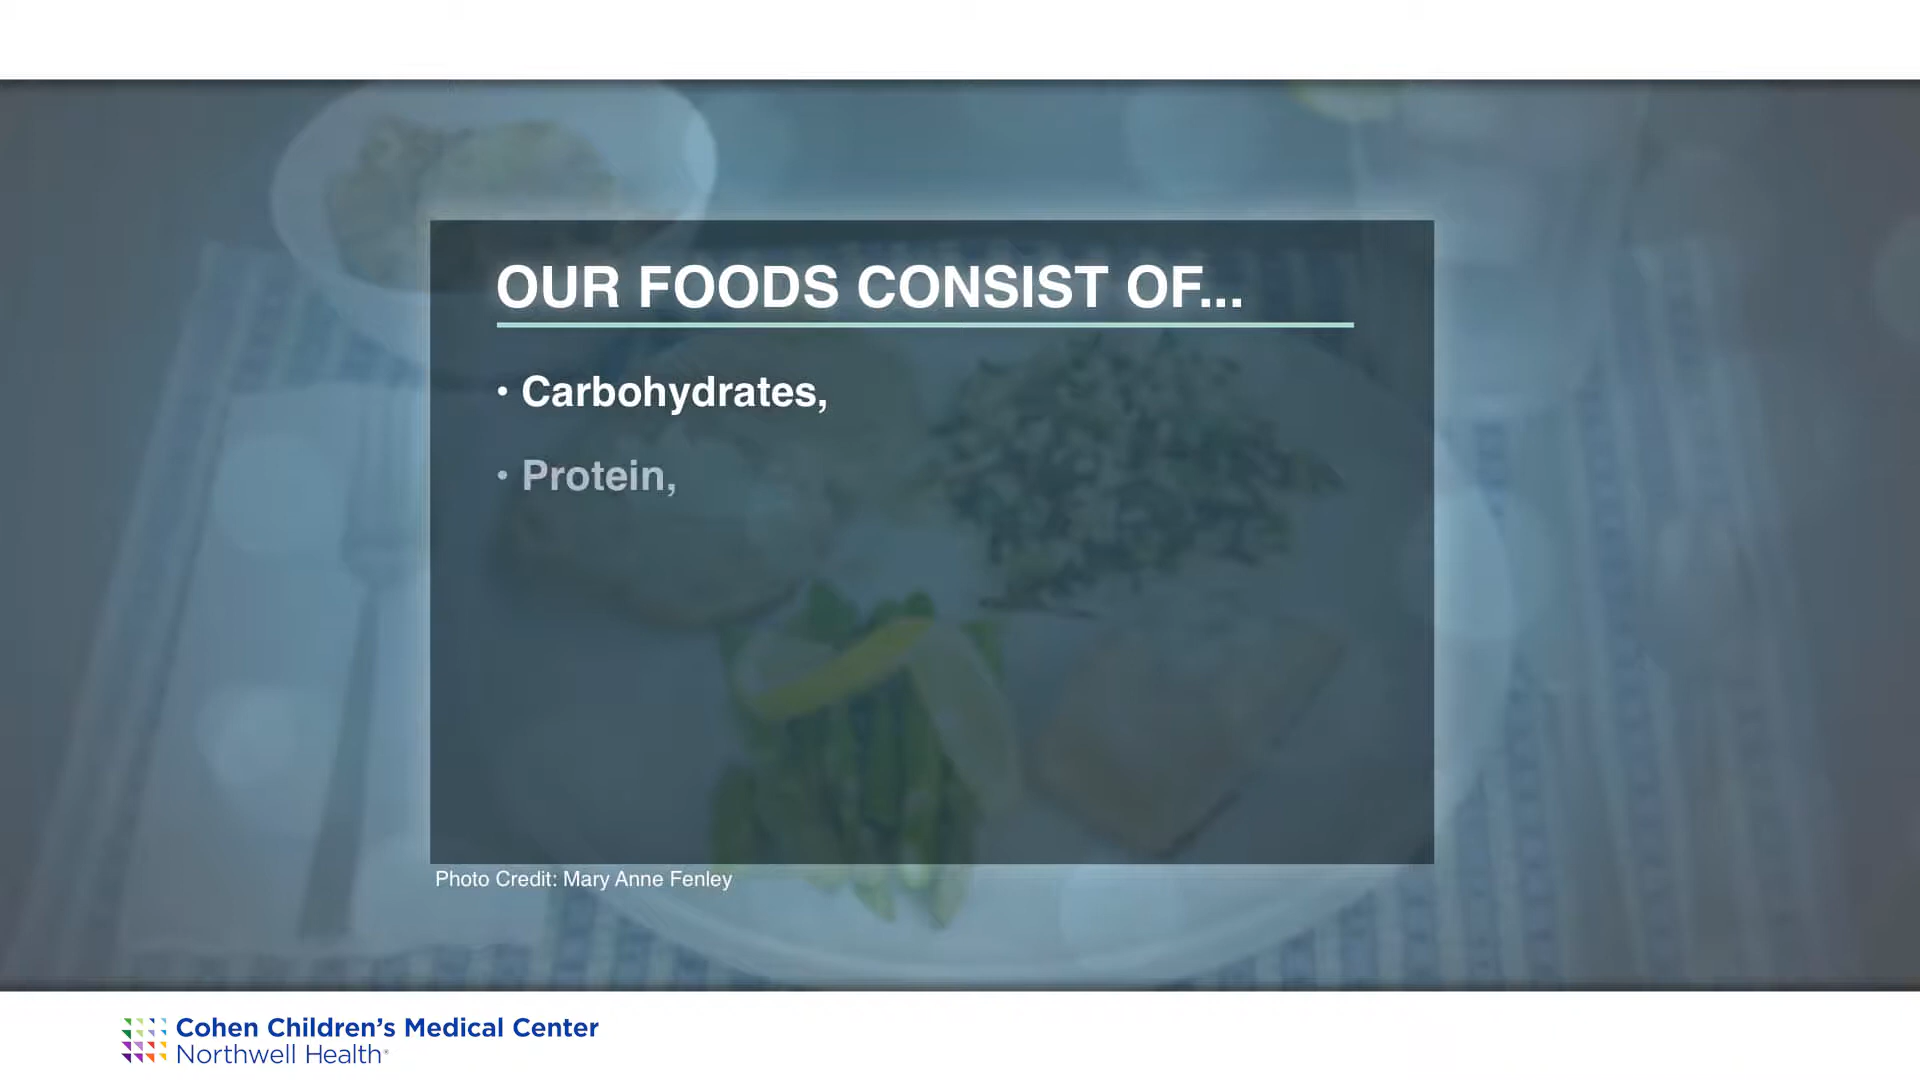 OUR FOODS CONSIST OF...
• Carbohydrates,
• Protein,
Photo Credit: Mary Anne Fenley
Cohen Children's Medical Center
Northwell Health